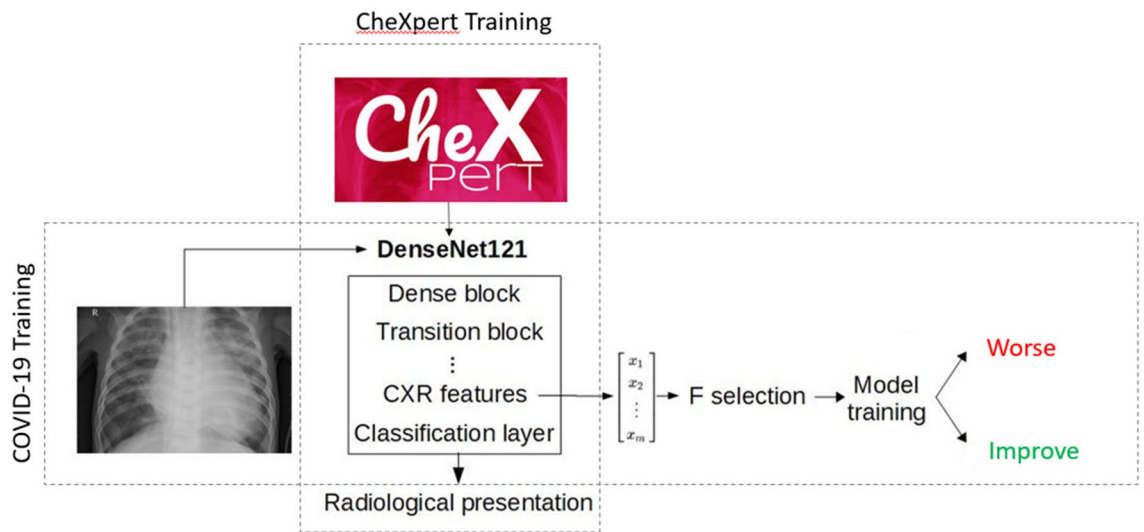 CheXpert Training
CheX
PerT
COVID-19 Training
R
DenseNet121
Dense block
Transition block
⋮
CXR features
Classification layer
Radiological presentation
x₁
x₂
⋮
xₘ
F selection
Model
training
Worse
Improve